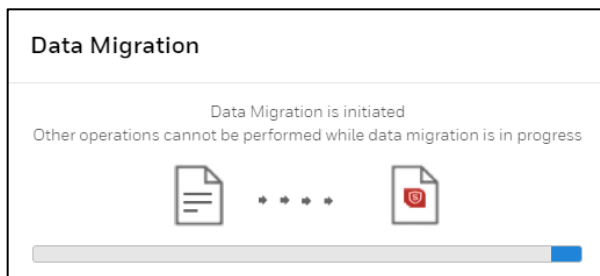 Data Migration
Data Migration is initiated
Other operations cannot be performed while data migration is in progress